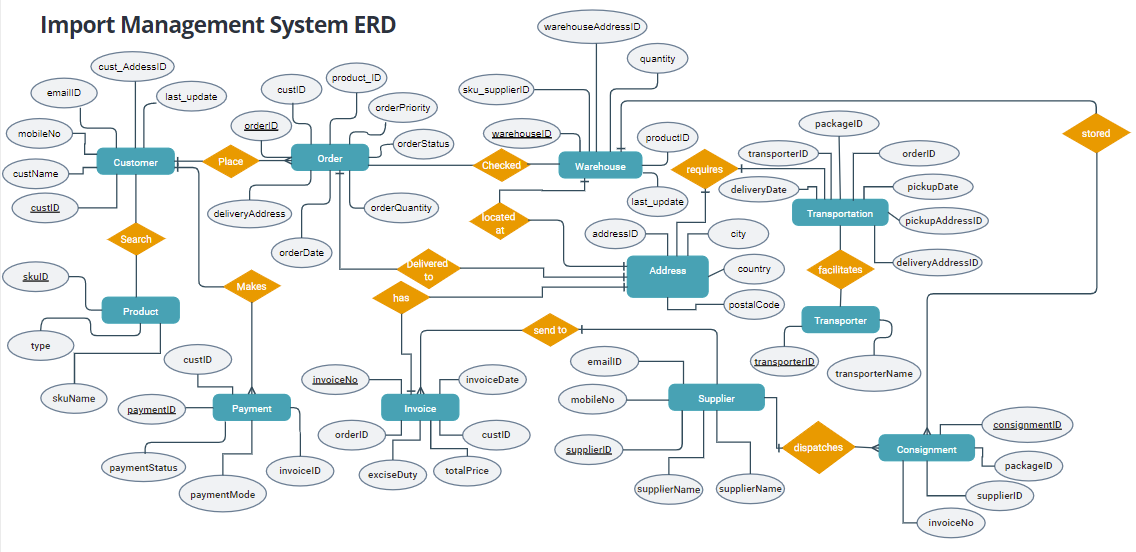 Import Management System ERD
warehouseAddressID
cust_AddessID
emailID
last_update
mobileNo
custName
custID
Customer
custID
product_ID
orderPriority
orderID
orderStatus
Place
Order
deliveryAddress
orderQuantity
orderDate
sku_supplierID
quantity
warehouseID
productID
Checked
Warehouse
last_update
requires
located
at
stored
packageID
transporterID
orderID
deliveryDate
pickupDate
Transportation
pickupAddressID
deliveryAddressID
Search
addressID
city
Delivered
to
Address
country
postalCode
facilitates
skuID
Makes
has
Product
Transporter
send to
type
skuName
transporterID
transporterName
custID
paymentID
Payment
paymentStatus
paymentMode
invoiceID
invoiceNo
invoiceDate
Invoice
orderID
custID
exciseDuty
totalPrice
emailID
mobileNo
Supplier
supplierID
supplierName
supplierName
dispatches
consignmentID
Consignment
packageID
supplierID
invoiceNo